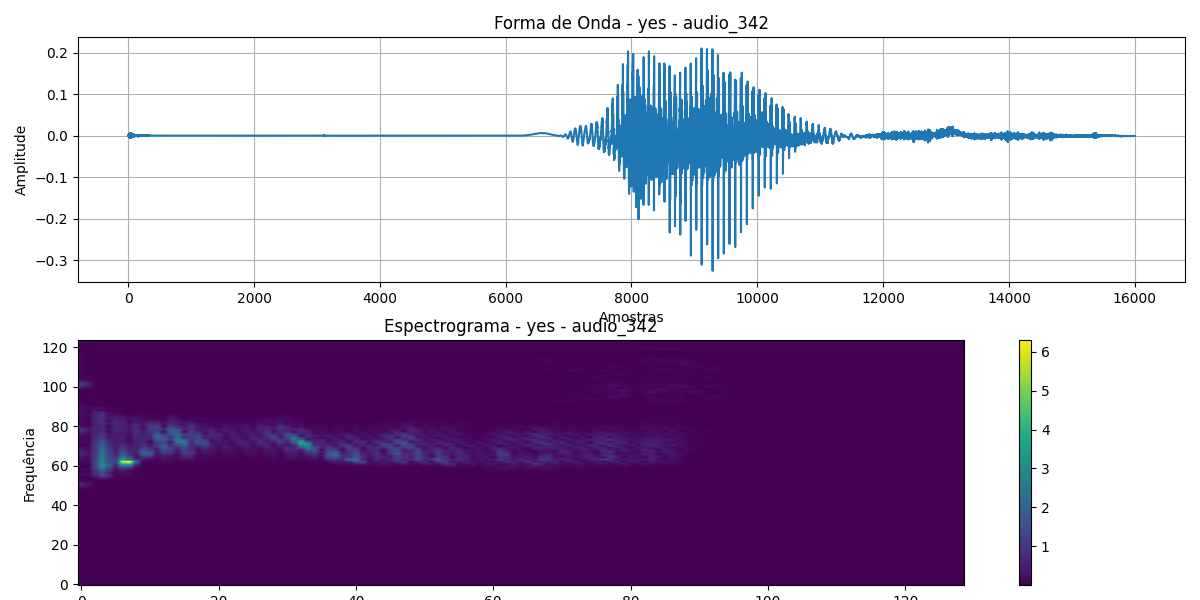 Forma de Onda - yes - audio_342
0.2
0.1
0.0
−0.1
−0.2
−0.3
Amplitude
0 2000 4000 6000 8000 10000 12000 14000 16000
Amostras
Espectrograma - yes - audio_342
120
100
80
60
40
20
0
Frequência
0 20 40 60 80 100 120
6
5
4
3
2
1